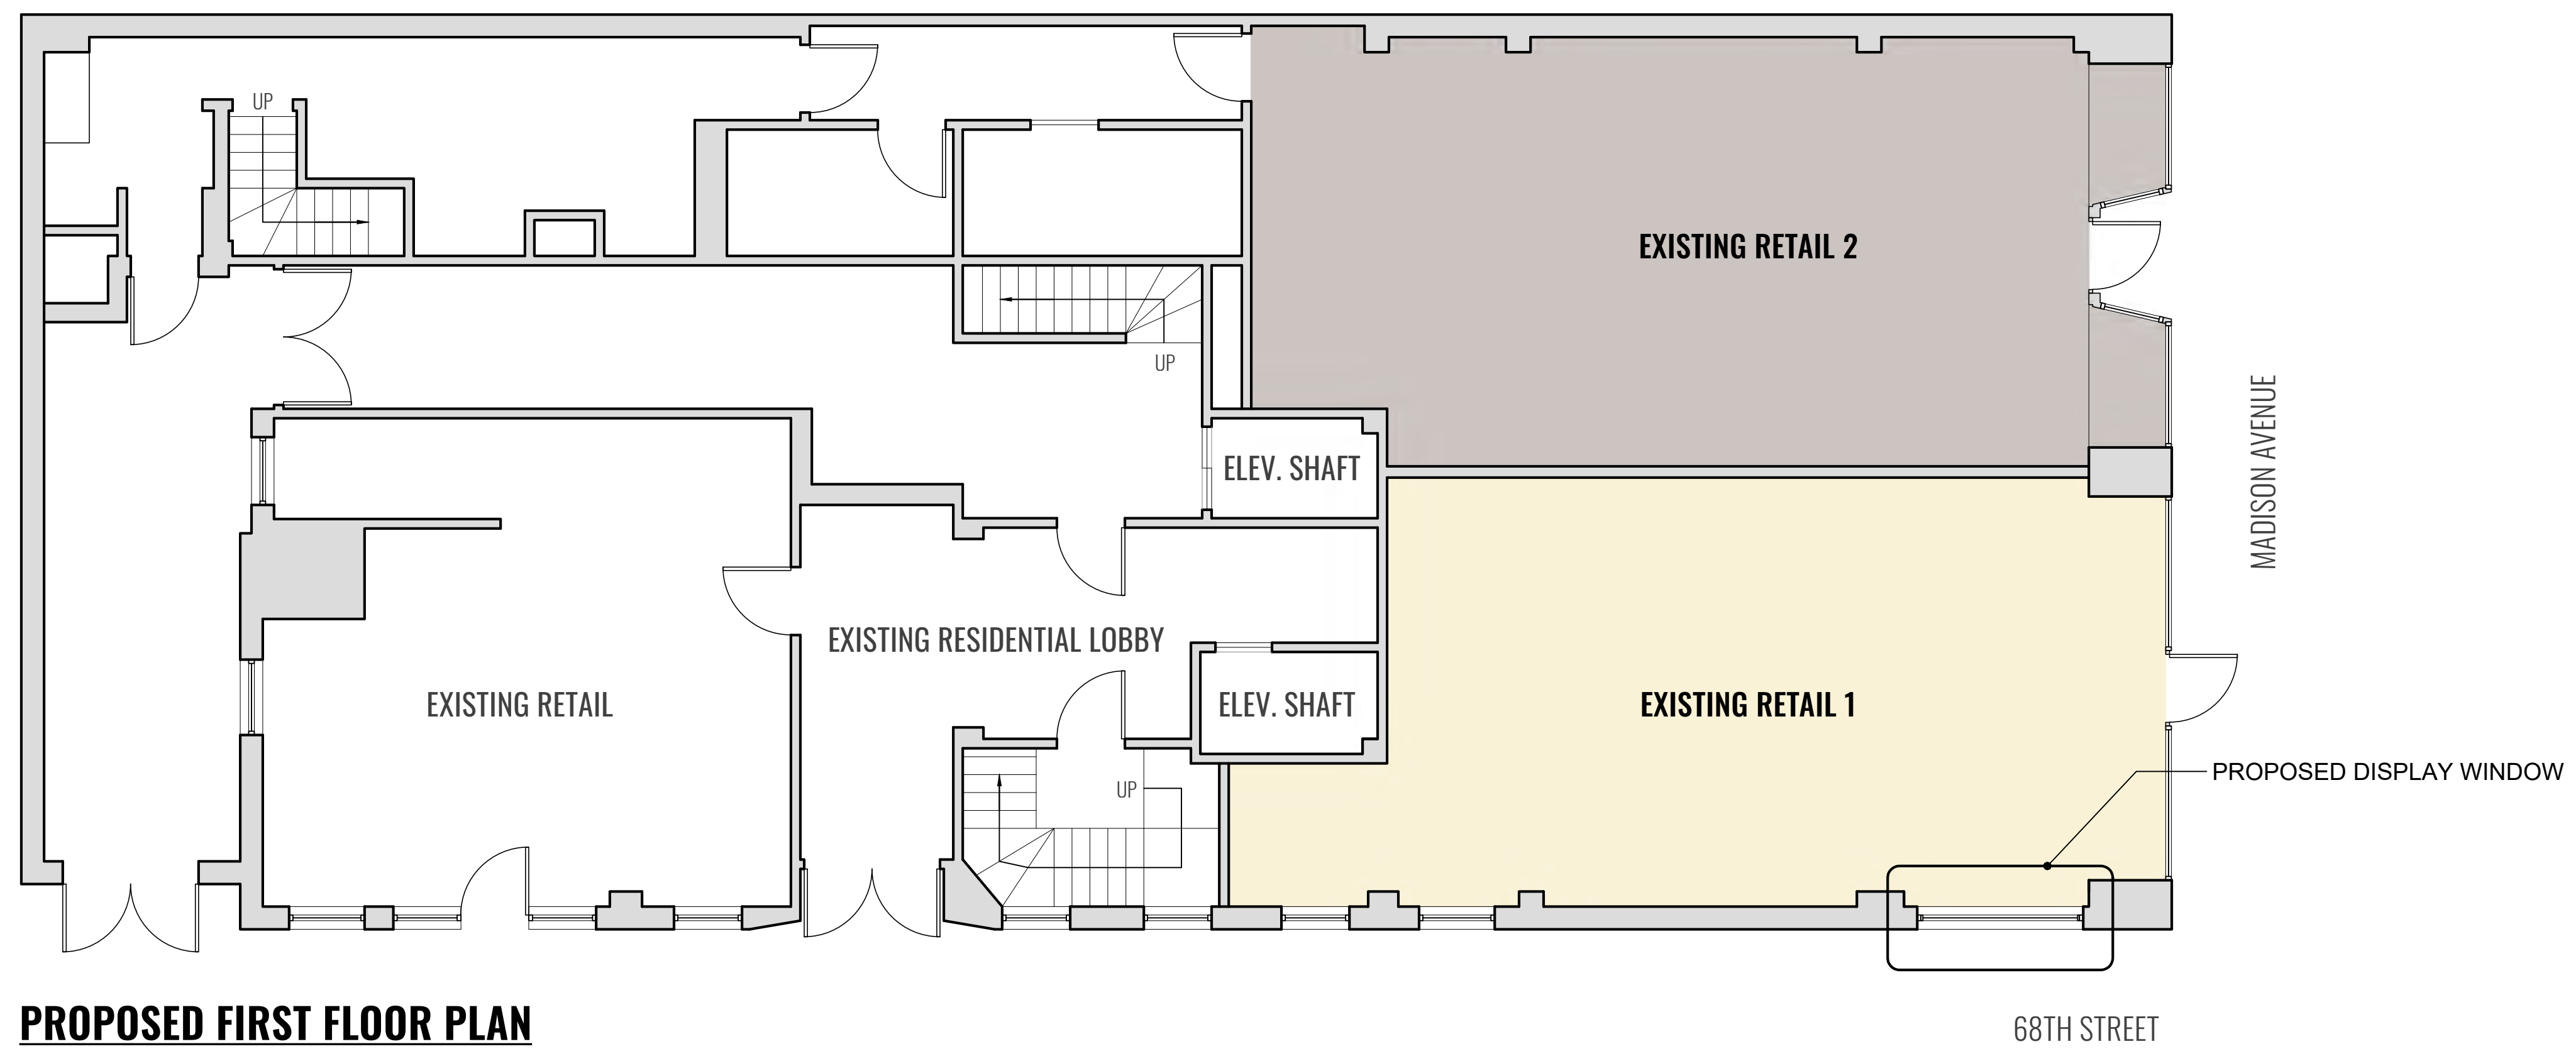 UP
EXISTING RETAIL 2
UP
MADISON AVENUE
ELEV. SHAFT
EXISTING RESIDENTIAL LOBBY
EXISTING RETAIL
ELEV. SHAFT
EXISTING RETAIL 1
PROPOSED DISPLAY WINDOW
UP
PROPOSED FIRST FLOOR PLAN
68TH STREET